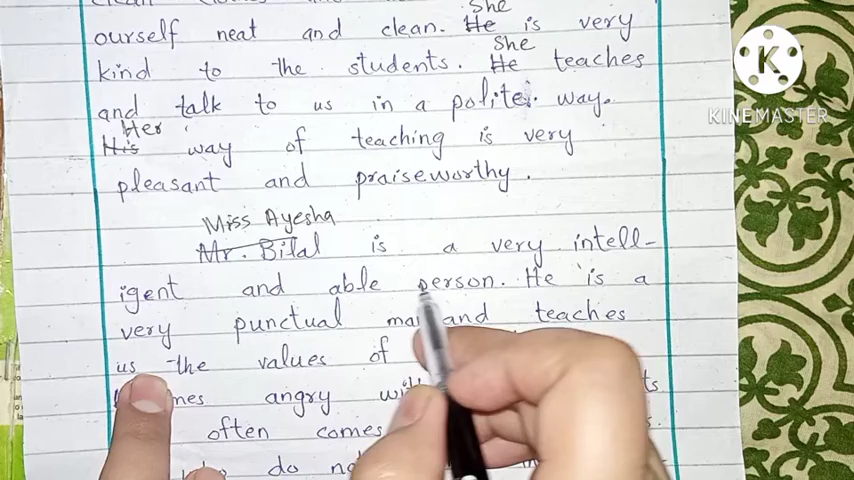 ourself neat and clean. She He is very
kind to the students. She He teaches
and talk to us in a polite. way.
Her His way of teaching is very
pleasant and praiseworthy.
Miss Ayesha
Mr. Bilal is a very intell-
igent and able person. He is a
very punctual and teaches
us the values of
angry
often comes
do
K
KINEMASTER